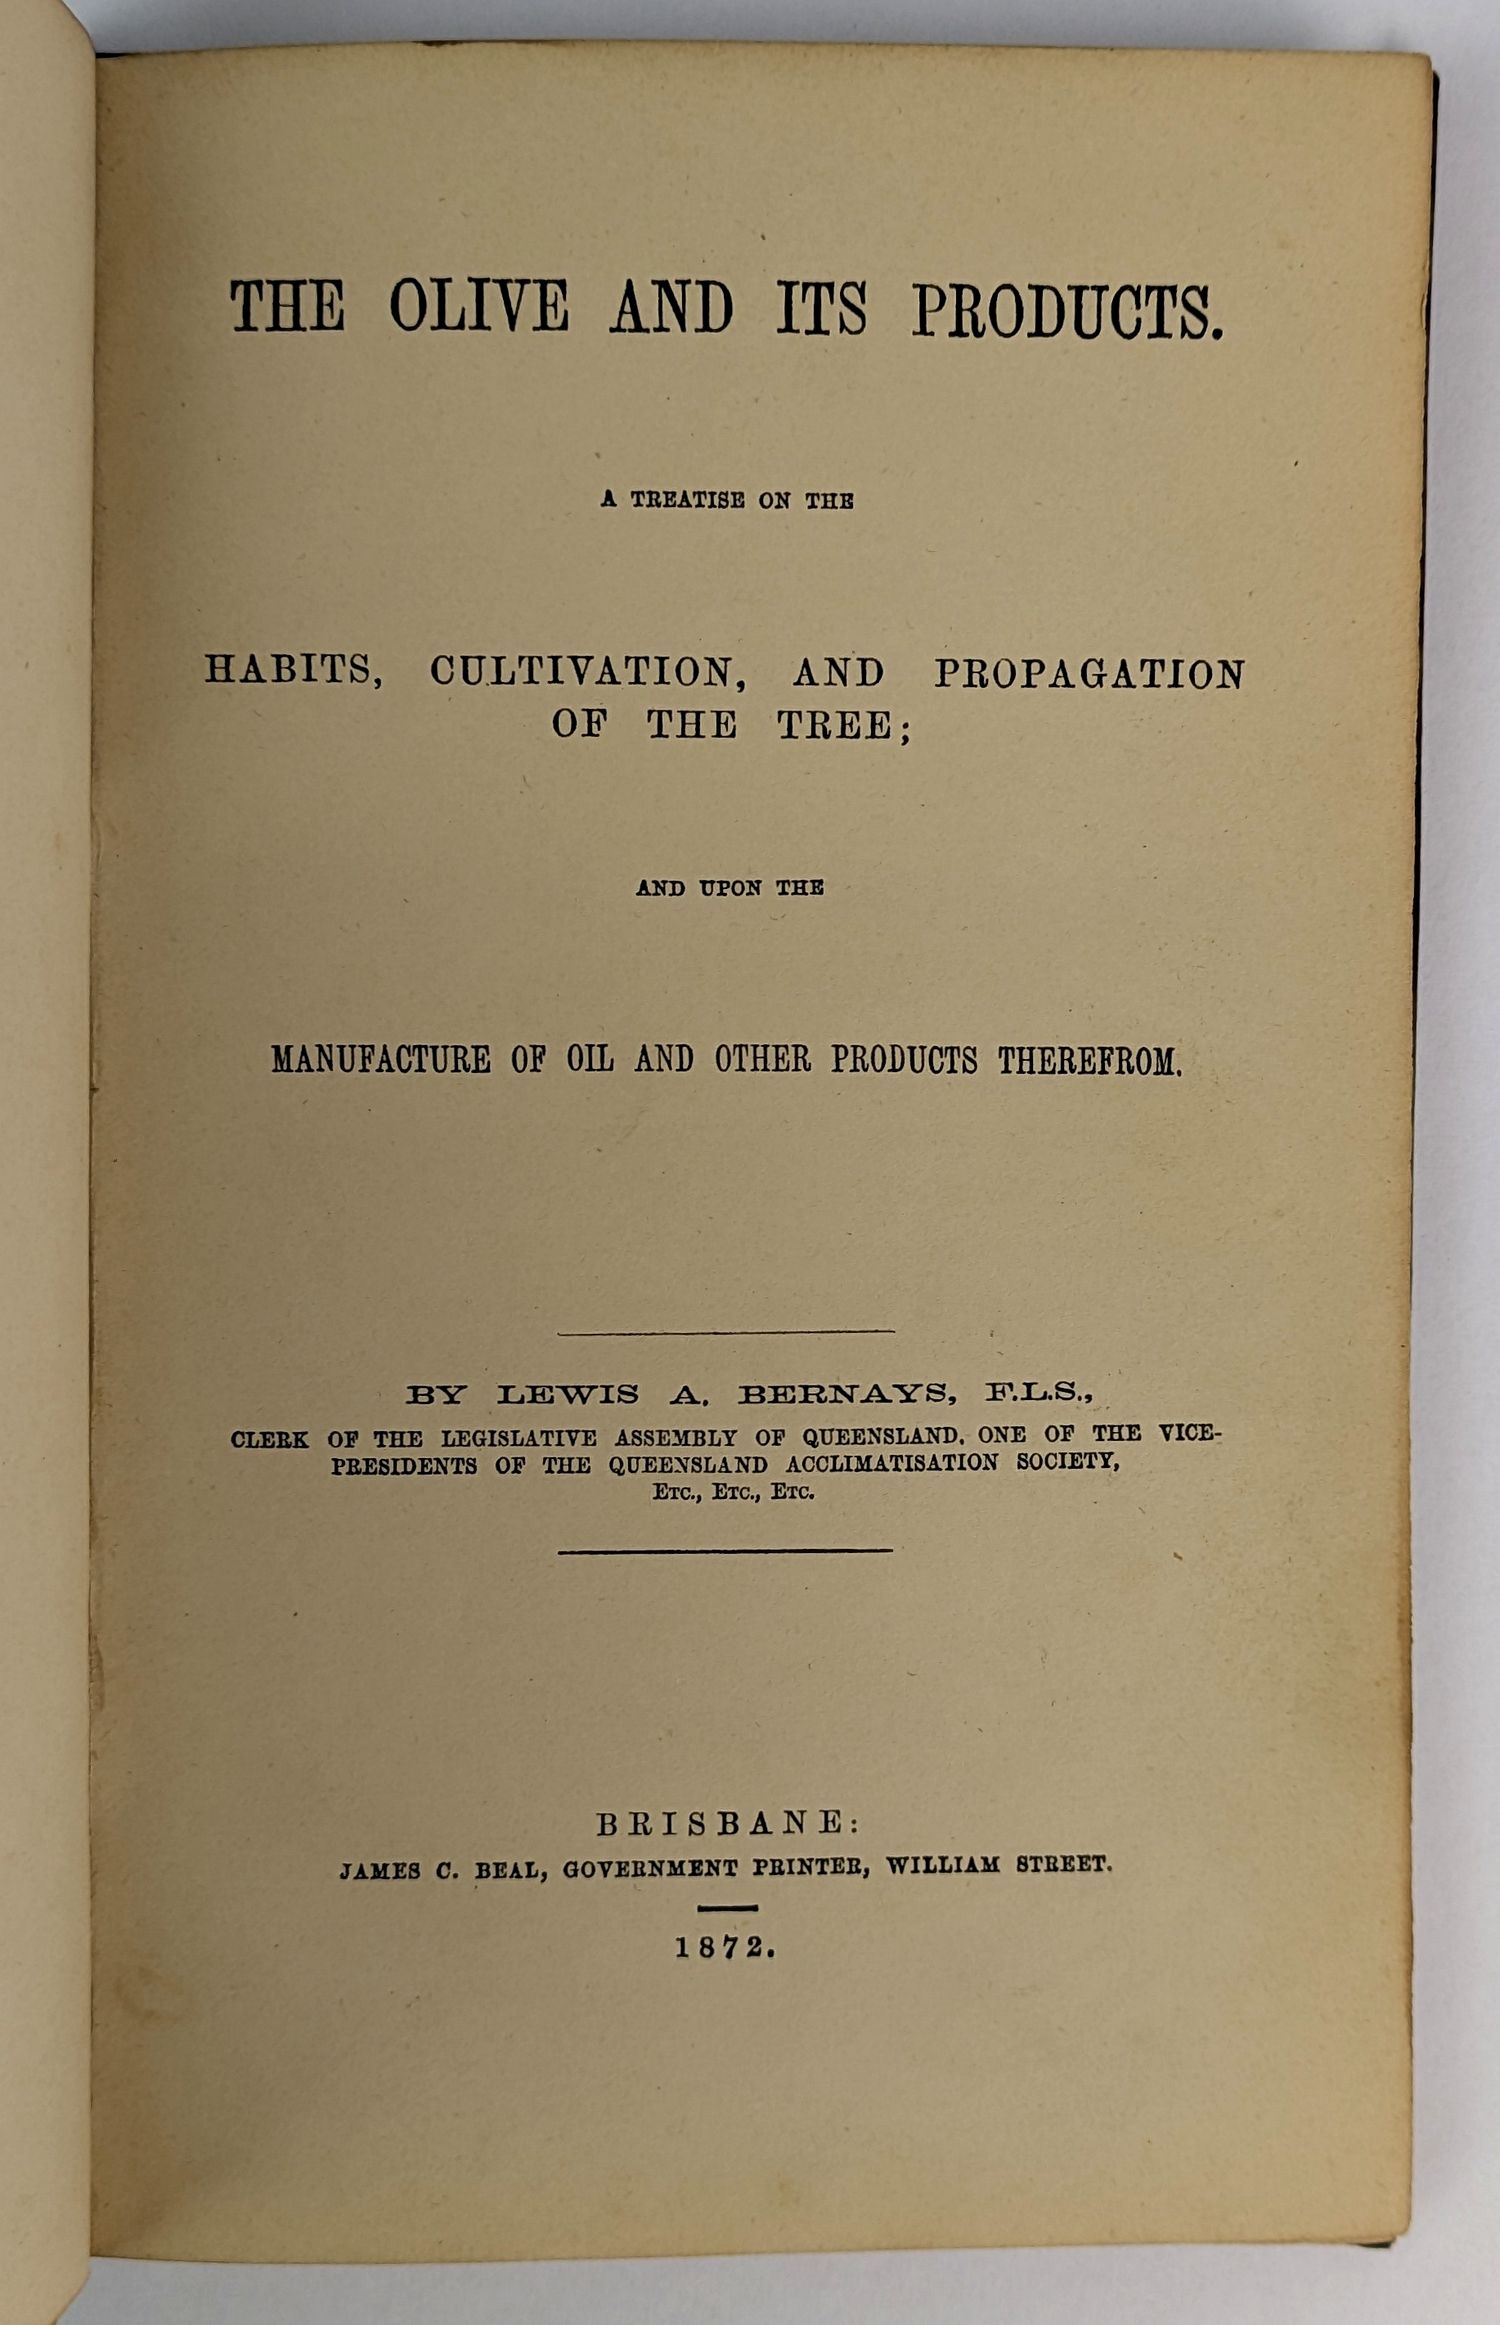 THE OLIVE AND ITS PRODUCTS.
A TREATISE ON THE
HABITS, CULTIVATION, AND PROPAGATION
OF THE TREE;
AND UPON THE
MANUFACTURE OF OIL AND OTHER PRODUCTS THEREFROM.
BY LEWIS A. BERNAYS, F.L.S.,
CLERK OF THE LEGISLATIVE ASSEMBLY OF QUEENSLAND, ONE OF THE VICE-
PRESIDENTS OF THE QUEENSLAND ACCLIMATISATION SOCIETY,
ETC., ETC., ETC.
BRISBANE:
JAMES C. BEAL, GOVERNMENT PRINTER, WILLIAM STREET.
1872.